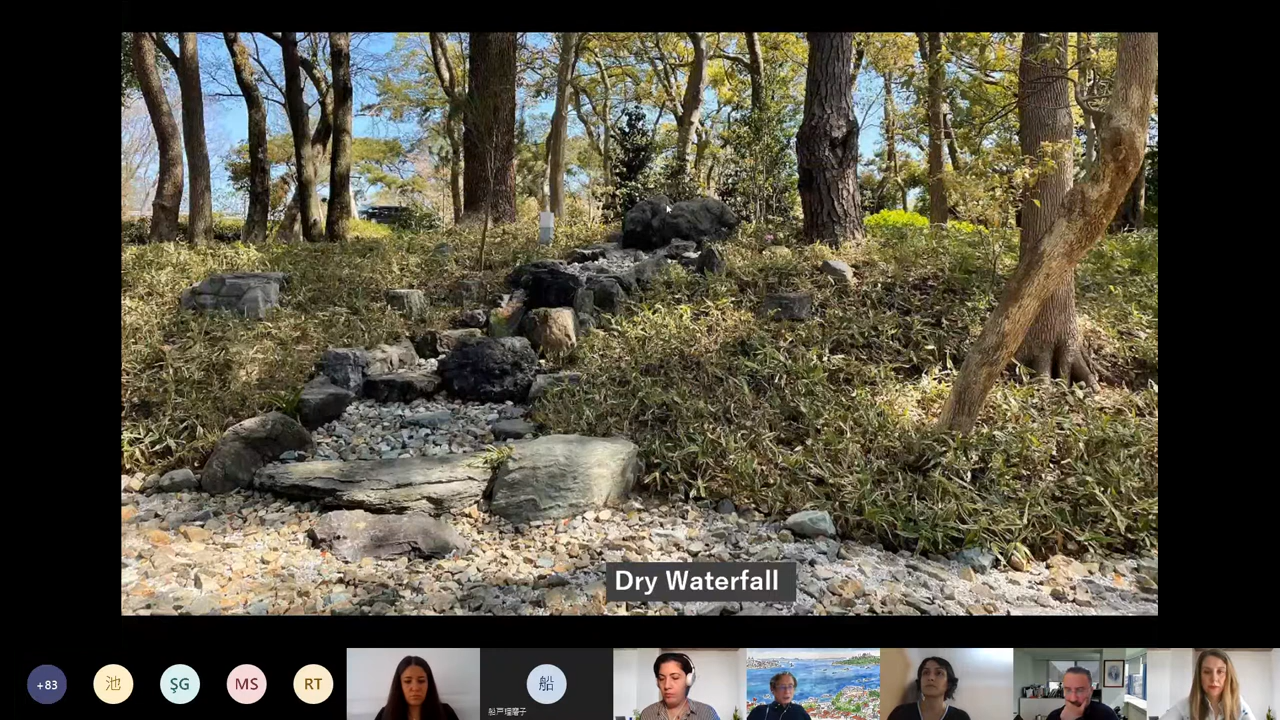 Dry Waterfall
+83
池
ŞG
MS
RT
船